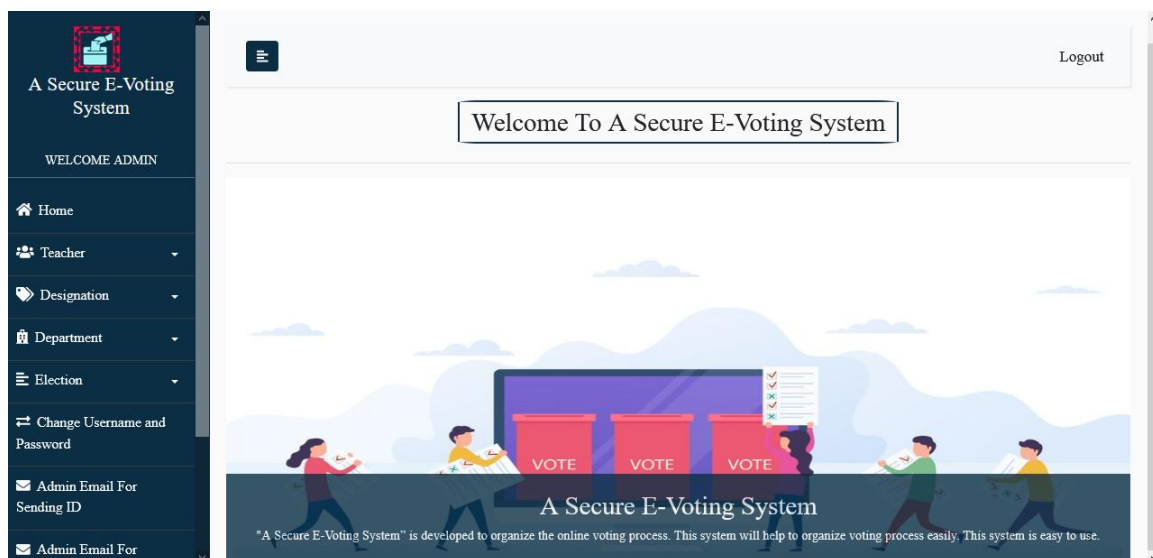 A Secure E-Voting
System
WELCOME ADMIN
Home
Teacher
Designation
Department
Election
Change Username and
Password
Admin Email For
Sending ID
Admin Email For
Logout
Welcome To A Secure E-Voting System
VOTE VOTE VOTE
A Secure E-Voting System
"A Secure E-Voting System" is developed to organize the online voting process. This system will help to organize voting process easily, This system is easy to use.